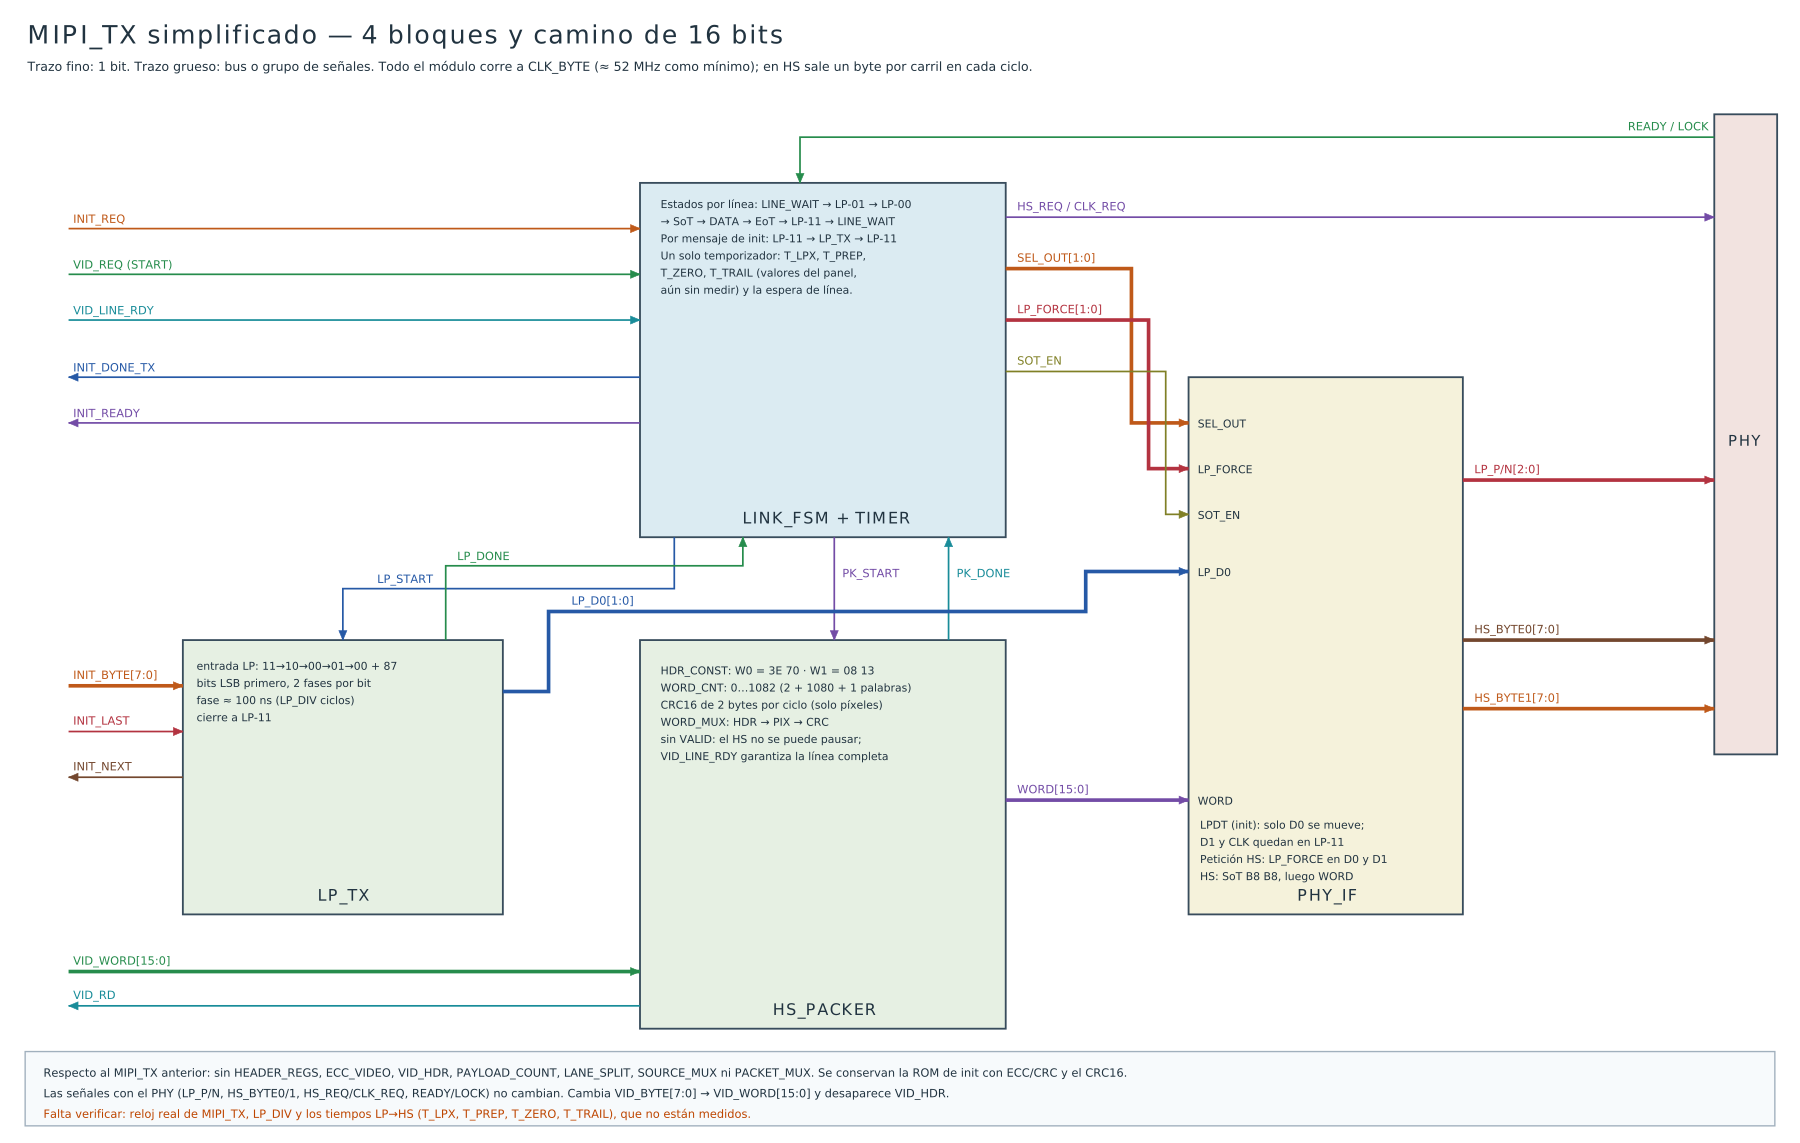 MIPI_TX simplificado — 4 bloques y camino de 16 bits
Trazo fino: 1 bit. Trazo grueso: bus o grupo de señales. Todo el módulo corre a CLK_BYTE (≈ 52 MHz como mínimo); en HS sale un byte por carril en cada ciclo.
READY / LOCK
INIT_REQ
VID_REQ (START)
VID_LINE_RDY
INIT_DONE_TX
INIT_READY
Estados por línea: LINE_WAIT → LP-01 → LP-00
→ SoT → DATA → EoT → LP-11 → LINE_WAIT
Por mensaje de init: LP-11 → LP_TX → LP-11
Un solo temporizador: T_LPX, T_PREP,
T_ZERO, T_TRAIL (valores del panel,
aún sin medir) y la espera de línea.
LINK_FSM + TIMER
HS_REQ / CLK_REQ
SEL_OUT[1:0]
LP_FORCE[1:0]
SOT_EN
PHY
SEL_OUT
LP_FORCE
SOT_EN
LP_D0
LP_P/N[2:0]
HS_BYTE0[7:0]
HS_BYTE1[7:0]
LP_DONE
LP_START
LP_D0[1:0]
PK_START
PK_DONE
INIT_BYTE[7:0]
INIT_LAST
INIT_NEXT
entrada LP: 11→10→00→01→00 + 87
bits LSB primero, 2 fases por bit
fase ≈ 100 ns (LP_DIV ciclos)
cierre a LP-11
LP_TX
HDR_CONST: W0 = 3E 70 · W1 = 08 13
WORD_CNT: 0…1082 (2 + 1080 + 1 palabras)
CRC16 de 2 bytes por ciclo (solo píxeles)
WORD_MUX: HDR → PIX → CRC
sin VALID: el HS no se puede pausar;
VID_LINE_RDY garantiza la línea completa
HS_PACKER
WORD[15:0]
WORD
LPDT (init): solo D0 se mueve;
D1 y CLK quedan en LP-11
Petición HS: LP_FORCE en D0 y D1
HS: SoT B8 B8, luego WORD
PHY_IF
VID_WORD[15:0]
VID_RD
Respecto al MIPI_TX anterior: sin HEADER_REGS, ECC_VIDEO, VID_HDR, PAYLOAD_COUNT, LANE_SPLIT, SOURCE_MUX ni PACKET_MUX. Se conservan la ROM de init con ECC/CRC y el CRC16.
Las señales con el PHY (LP_P/N, HS_BYTE0/1, HS_REQ/CLK_REQ, READY/LOCK) no cambian. Cambia VID_BYTE[7:0] → VID_WORD[15:0] y desaparece VID_HDR.
Falta verificar: reloj real de MIPI_TX, LP_DIV y los tiempos LP→HS (T_LPX, T_PREP, T_ZERO, T_TRAIL), que no están medidos.